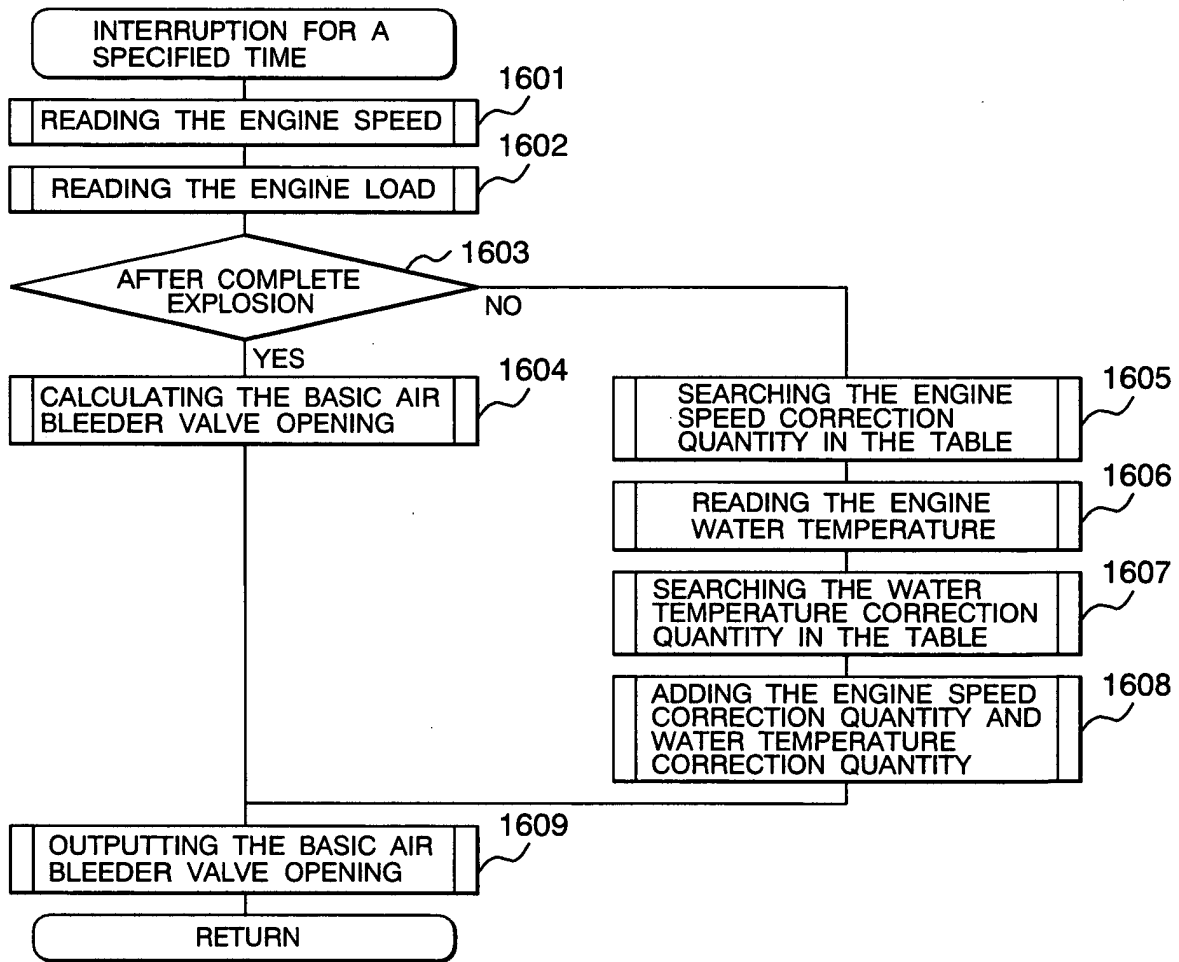 INTERRUPTION FOR A
SPECIFIED TIME
1601
READING THE ENGINE SPEED
1602
READING THE ENGINE LOAD
1603
AFTER COMPLETE
EXPLOSION
NO
YES
1604
CALCULATING THE BASIC AIR
BLEEDER VALVE OPENING
1605
SEARCHING THE ENGINE
SPEED CORRECTION
QUANTITY IN THE TABLE
1606
READING THE ENGINE
WATER TEMPERATURE
1607
SEARCHING THE WATER
TEMPERATURE CORRECTION
QUANTITY IN THE TABLE
1608
ADDING THE ENGINE SPEED
CORRECTION QUANTITY AND
WATER TEMPERATURE
CORRECTION QUANTITY
1609
OUTPUTTING THE BASIC AIR
BLEEDER VALVE OPENING
RETURN